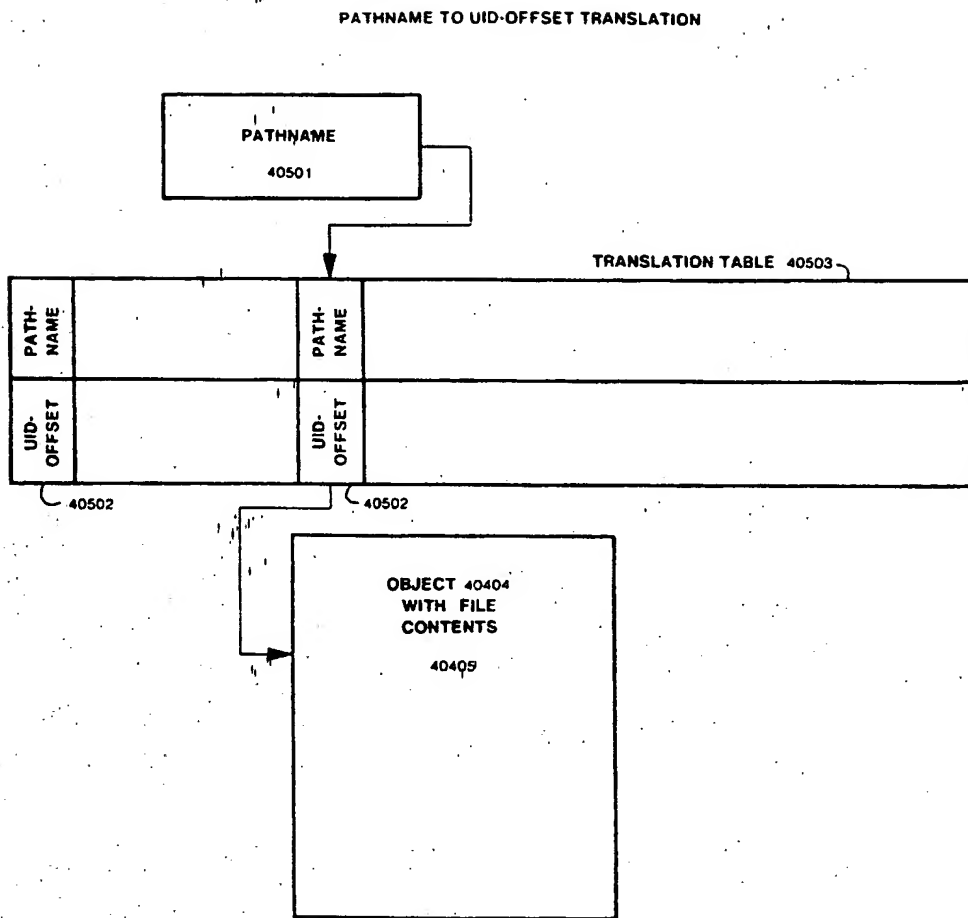 PATHNAME TO UID-OFFSET TRANSLATION
PATHNAME
40501
TRANSLATION TABLE 40503
PATH-
NAME
PATH-
NAME
UID-
OFFSET
UID-
OFFSET
40502
40502
OBJECT 40404
WITH FILE
CONTENTS
40405